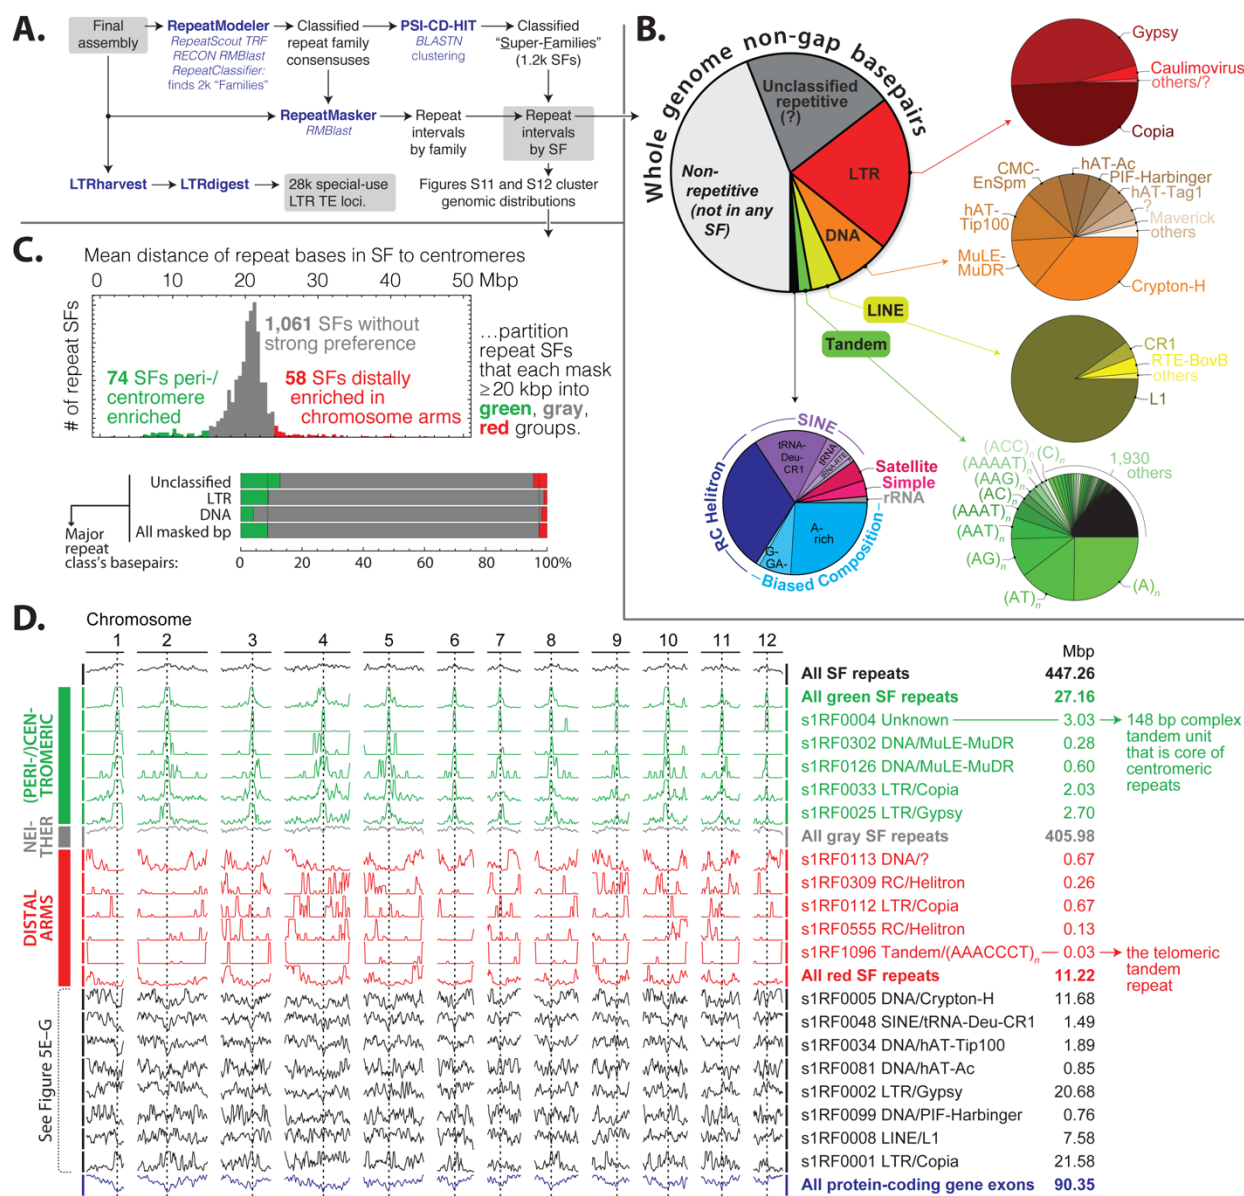 A.
Final
assembly
RepeatModeler
RepeatScout TRF
RECON RMBlast
RepeatClassifier:
finds 2k “Families”
Classified
repeat family
consensuses
PSI-CD-HIT
BLASTN
clustering
Classified
“Super-Families”
(1.2k SFs)
RepeatMasker
RMBlast
Repeat
intervals
by family
Repeat
intervals
by SF
LTRharvest
LTRdigest
28k special-use
LTR TE loci.
Figures S11 and S12 cluster
genomic distributions
B.
Whole genome non-gap basepairs
Unclassified
repetitive
(?)
Non-
repetitive
(not in any
SF)
LTR
DNA
LINE
Tandem
Gypsy
Caulimovirus
others/?
Copia
CMC-
EnSpm
hAT-Ac
PIF-Harbinger
hAT-Tag1
?
Maverick
others
hAT-
Tip100
MuLE-
MuDR
Crypton-H
CR1
RTE-BovB
others
L1
(ACC)n
(C)n
1,930
others
(AAAAT)n
(AAG)n
(AC)n
(AAAT)n
(AAT)n
(AG)n
(AT)n
(A)n
SINE
tRNA-
Deu-
CR1
tRNA
tRNA-RTE
Satellite
Simple
rRNA
RC Helitron
A-
rich
G-
GA-
Biased Composition
C.
Mean distance of repeat bases in SF to centromeres
0 10 20 30 40 50 Mbp
# of repeat SFs
1,061 SFs without
strong preference
74 SFs peri-/
centromere
enriched
58 SFs distally
enriched in
chromosome arms
…partition
repeat SFs
that each mask
≥20 kbp into
green, gray,
red groups.
Major
repeat
class’s basepairs:
Unclassified
LTR
DNA
All masked bp
0 20 40 60 80 100%
D.
Chromosome
1 2 3 4 5 6 7 8 9 10 11 12
Mbp
(PERI-/)CEN-
TROMERIC
NEI-
THER
DISTAL
ARMS
See Figure 5E–G
All SF repeats 447.26
All green SF repeats 27.16
s1RF0004 Unknown 3.03
148 bp complex
tandem unit
that is core of
centromeric
repeats
s1RF0302 DNA/MuLE-MuDR 0.28
s1RF0126 DNA/MuLE-MuDR 0.60
s1RF0033 LTR/Copia 2.03
s1RF0025 LTR/Gypsy 2.70
All gray SF repeats 405.98
s1RF0113 DNA/? 0.67
s1RF0309 RC/Helitron 0.26
s1RF0112 LTR/Copia 0.67
s1RF0555 RC/Helitron 0.13
s1RF1096 Tandem/(AAACCCT)n 0.03
the telomeric
tandem
repeat
All red SF repeats 11.22
s1RF0005 DNA/Crypton-H 11.68
s1RF0048 SINE/tRNA-Deu-CR1 1.49
s1RF0034 DNA/hAT-Tip100 1.89
s1RF0081 DNA/hAT-Ac 0.85
s1RF0002 LTR/Gypsy 20.68
s1RF0099 DNA/PIF-Harbinger 0.76
s1RF0008 LINE/L1 7.58
s1RF0001 LTR/Copia 21.58
All protein-coding gene exons 90.35